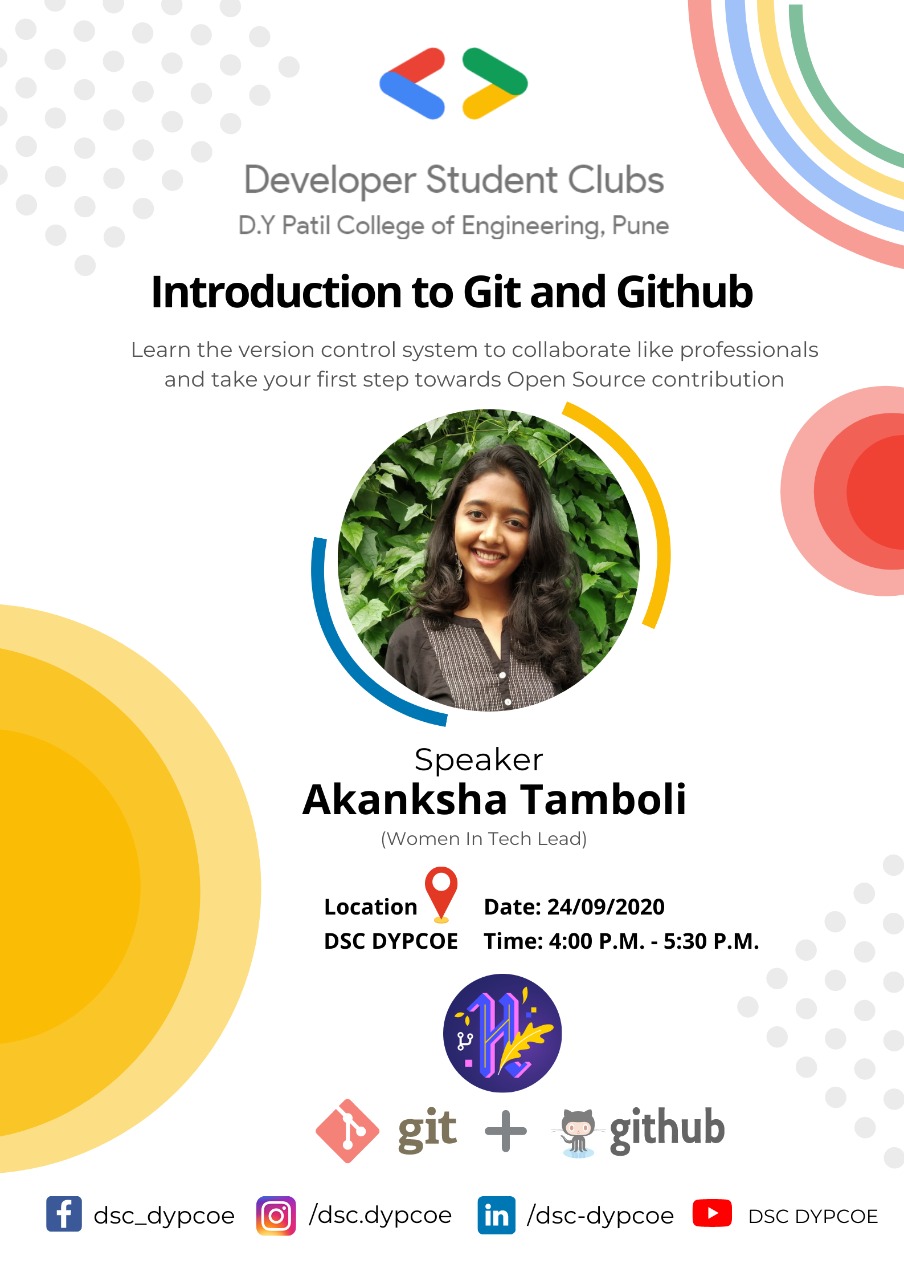 Developer Student Clubs
D.Y Patil College of Engineering, Pune
Introduction to Git and Github
Learn the version control system to collaborate like professionals
and take your first step towards Open Source contribution
Speaker
Akanksha Tamboli
(Women In Tech Lead)
Location
DSC DYPCOE
Date: 24/09/2020
Time: 4:00 P.M. - 5:30 P.M.
H
git + github
dsc_dypcoe
/dsc.dypcoe
in /dsc-dypcoe
DSC DYPCOE